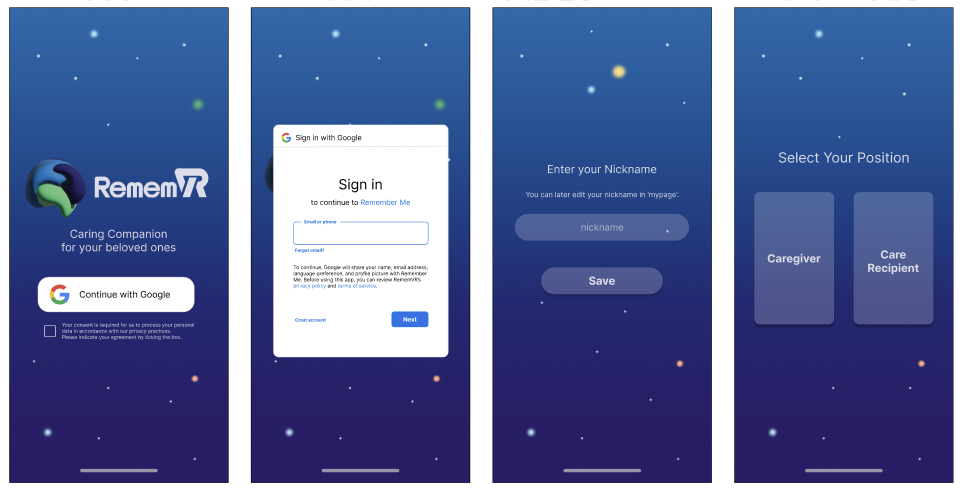 RememVR
Caring Companion
for your beloved ones
Continue with Google
Your consent is required for us to process your personal
data in accordance with our privacy practices.
Please indicate your agreement by ticking the box.
Sign in with Google
Sign in
to continue to Remember Me
Email or phone
Forgot email?
To continue, Google will share your name, email address,
language preference, and profile picture with Remember
Me. Before using this app, you can review RememVR's
privacy policy and terms of service.
Creat account
Next
Enter your Nickname
You can later edit your nickname in 'mypage'.
nickname
Save
Select Your Position
Caregiver
Care
Recipient